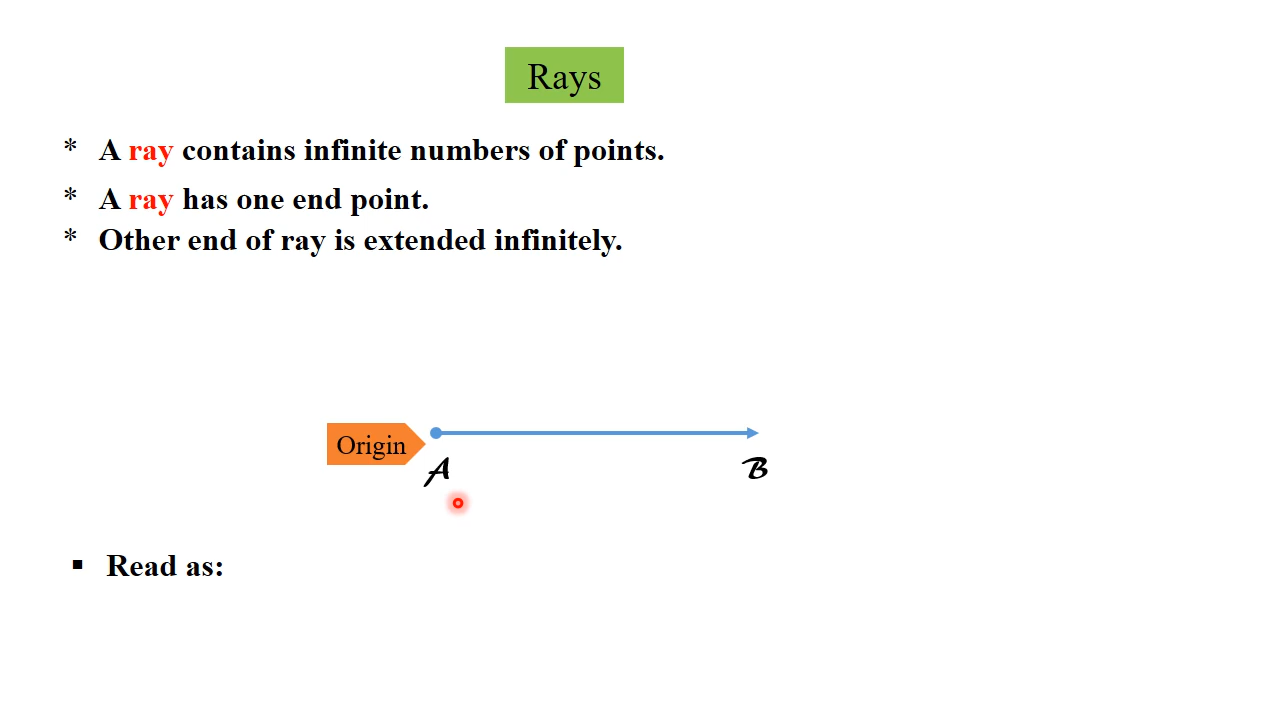 Rays
* A ray contains infinite numbers of points.
* A ray has one end point.
* Other end of ray is extended infinitely.
Origin
A B
▪ Read as: